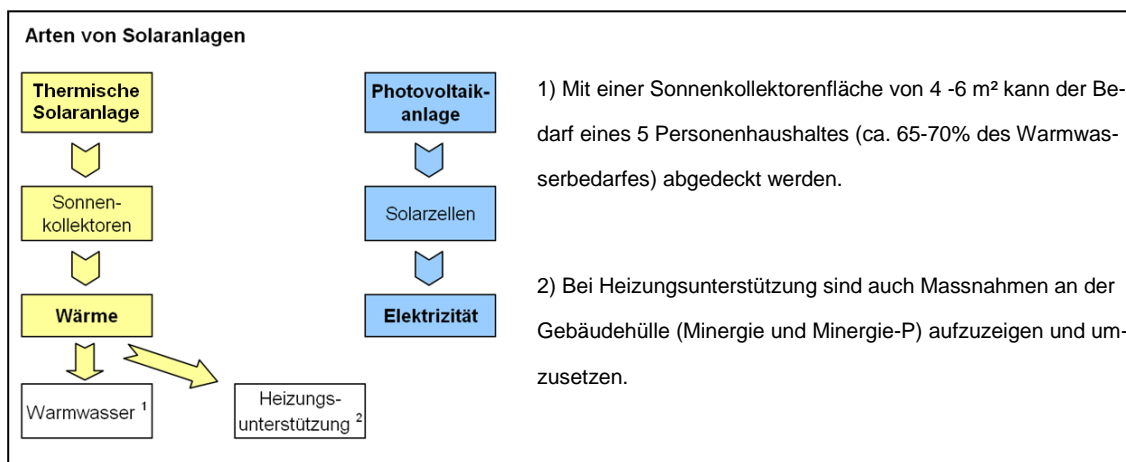 Arten von Solaranlagen
Thermische
Solaranlage
Sonnen-
kollektoren
Wärme
Warmwasser ¹
Heizungs-
unterstützung ²
Photovoltaik-
anlage
Solarzellen
Elektrizität
1) Mit einer Sonnenkollektorenfläche von 4 -6 m² kann der Be-
darf eines 5 Personenhaushaltes (ca. 65-70% des Warmwas-
serbedarfes) abgedeckt werden.
2) Bei Heizungsunterstützung sind auch Massnahmen an der
Gebäudehülle (Minergie und Minergie-P) aufzuzeigen und um-
zusetzen.